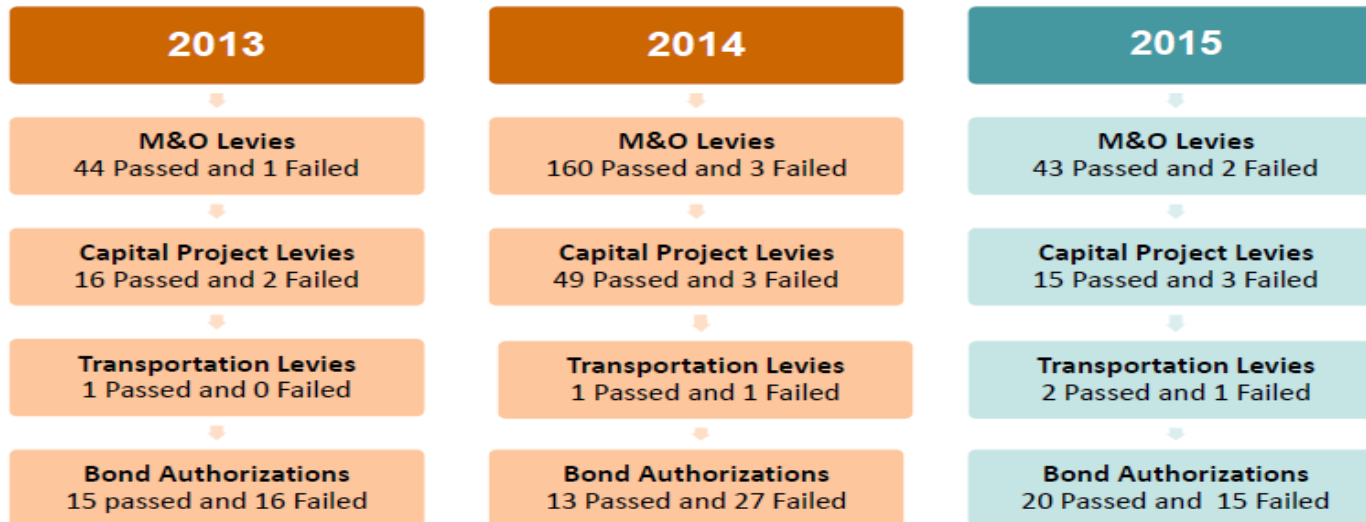 2013
M&O Levies
44 Passed and 1 Failed
Capital Project Levies
16 Passed and 2 Failed
Transportation Levies
1 Passed and 0 Failed
Bond Authorizations
15 passed and 16 Failed
2014
M&O Levies
160 Passed and 3 Failed
Capital Project Levies
49 Passed and 3 Failed
Transportation Levies
1 Passed and 1 Failed
Bond Authorizations
13 Passed and 27 Failed
2015
M&O Levies
43 Passed and 2 Failed
Capital Project Levies
15 Passed and 3 Failed
Transportation Levies
2 Passed and 1 Failed
Bond Authorizations
20 Passed and 15 Failed